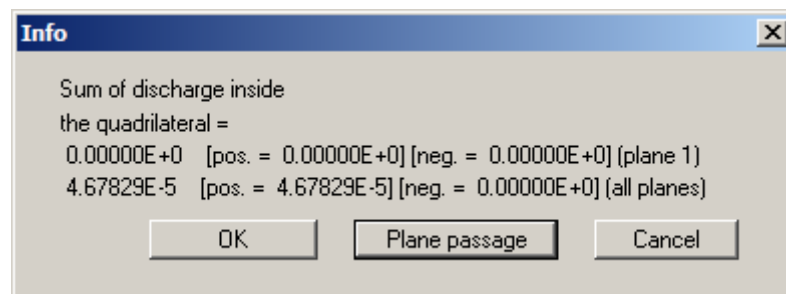 Info
Sum of discharge inside
the quadrilateral =
0.00000E+0 [pos. = 0.00000E+0] [neg. = 0.00000E+0] (plane 1)
4.67829E-5 [pos. = 4.67829E-5] [neg. = 0.00000E+0] (all planes)
OK Plane passage Cancel